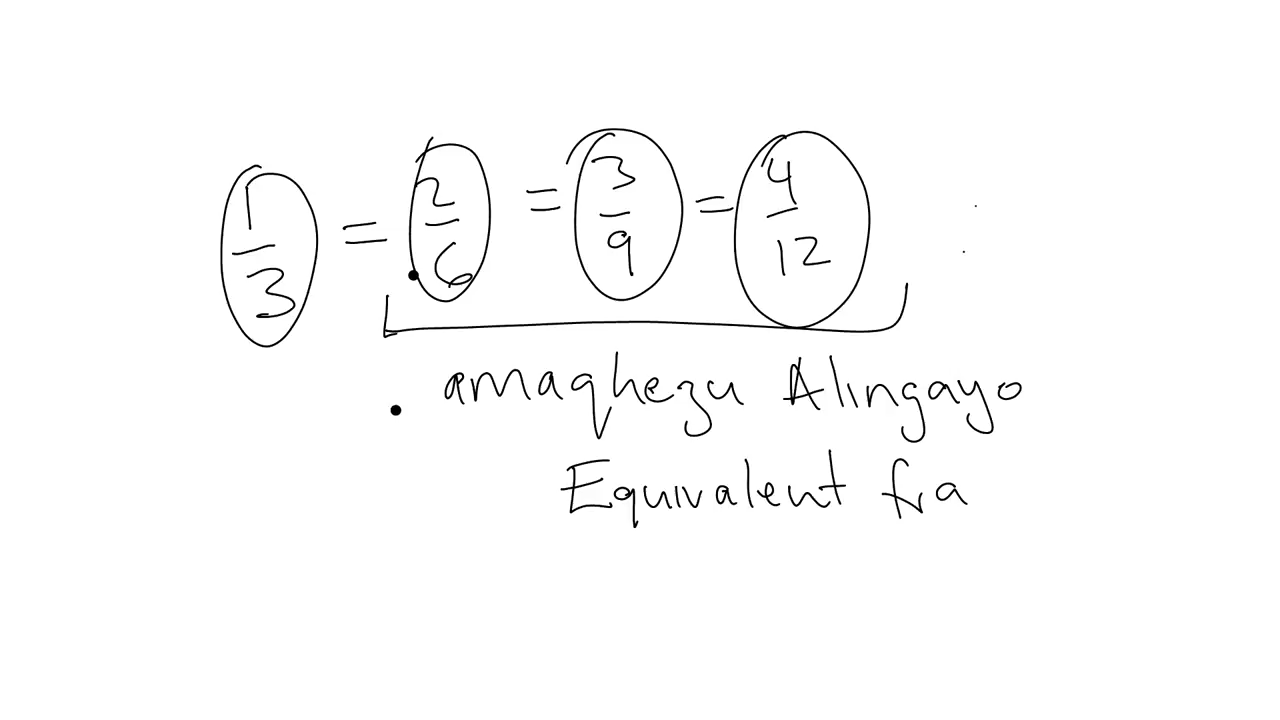 1/3 = 2/6 = 3/9 = 4/12
amaqhezu Alingayo
Equivalent fra